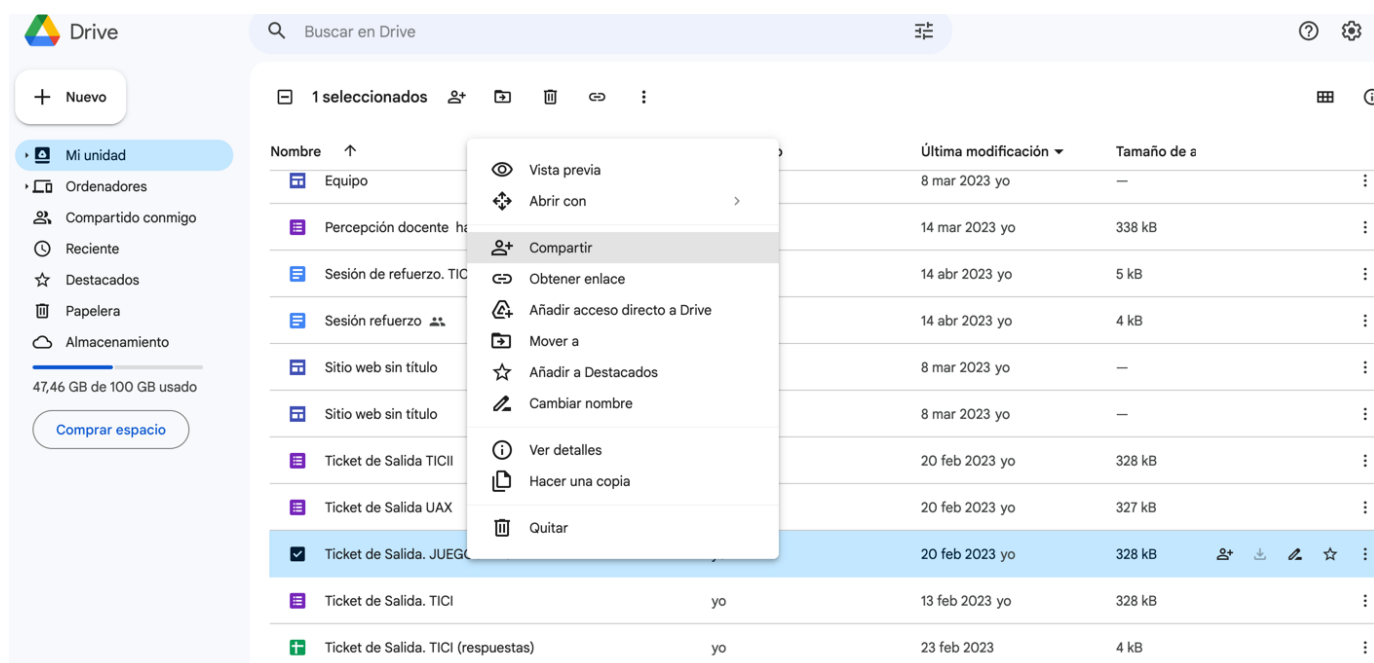 Drive
Buscar en Drive
Nuevo
1 seleccionados
Mi unidad
Ordenadores
Compartido conmigo
Reciente
Destacados
Papelera
Almacenamiento
47,46 GB de 100 GB usado
Comprar espacio
Nombre Última modificación Tamaño de a
Equipo 8 mar 2023 yo —
Percepción docente ha 14 mar 2023 yo 338 kB
Sesión de refuerzo. TIC 14 abr 2023 yo 5 kB
Sesión refuerzo 14 abr 2023 yo 4 kB
Sitio web sin título 8 mar 2023 yo —
Sitio web sin título 8 mar 2023 yo —
Ticket de Salida TICII 20 feb 2023 yo 328 kB
Ticket de Salida UAX 20 feb 2023 yo 327 kB
Ticket de Salida. JUEGO 20 feb 2023 yo 328 kB
Ticket de Salida. TICI yo 13 feb 2023 yo 328 kB
Ticket de Salida. TICI (respuestas) yo 23 feb 2023 4 kB
Vista previa
Abrir con
Compartir
Obtener enlace
Añadir acceso directo a Drive
Mover a
Añadir a Destacados
Cambiar nombre
Ver detalles
Hacer una copia
Quitar